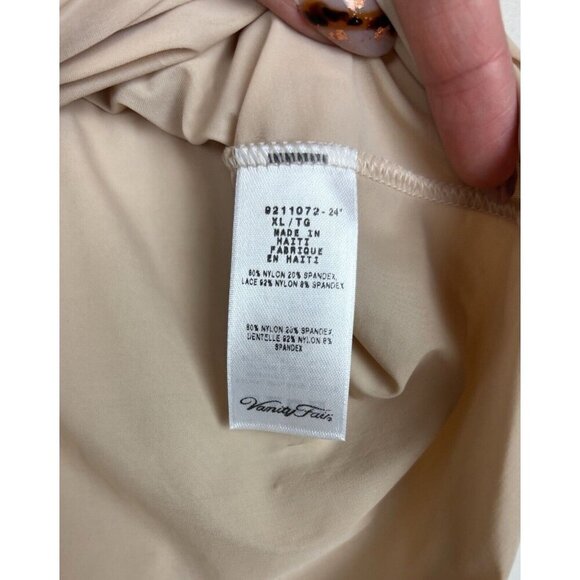 9211072-24"
XL/TG
MADE IN
HAITI
FABRIQUE
EN HAITI
80% NYLON 20% SPANDEX,
LACE 92% NYLON 8% SPANDEX
80% NYLON 20% SPANDEX
DENTELLE 92% NYLON 8%
SPANDEX
Vanity Fair